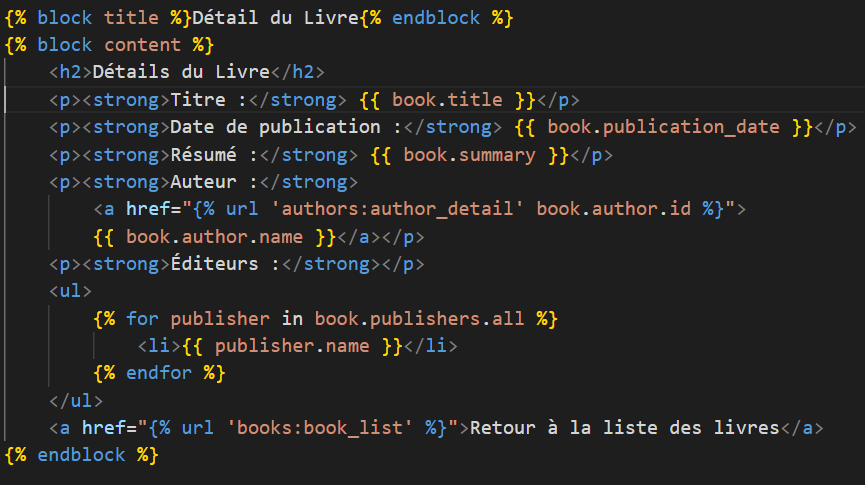 {% block title %}Détail du Livre{% endblock %}
{% block content %}
<h2>Détails du Livre</h2>
<p><strong>Titre :</strong> {{ book.title }}</p>
<p><strong>Date de publication :</strong> {{ book.publication_date }}</p>
<p><strong>Résumé :</strong> {{ book.summary }}</p>
<p><strong>Auteur :</strong>
<a href="{% url 'authors:author_detail' book.author.id %}">
{{ book.author.name }}</a></p>
<p><strong>Éditeurs :</strong></p>
<ul>
{% for publisher in book.publishers.all %}
<li>{{ publisher.name }}</li>
{% endfor %}
</ul>
<a href="{% url 'books:book_list' %}">Retour à la liste des livres</a>
{% endblock %}